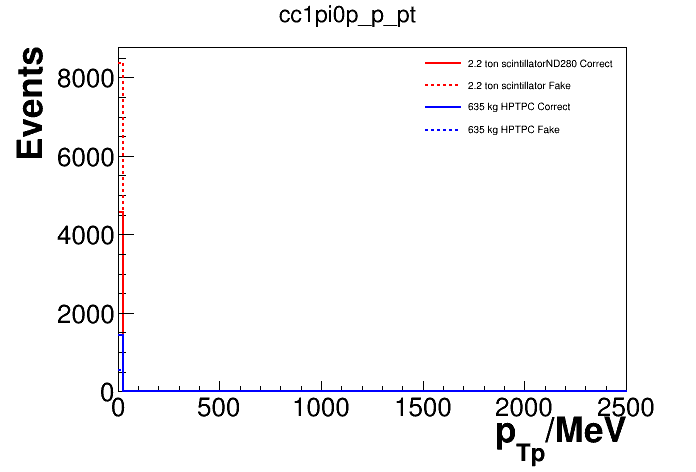 cc1pi0p_p_pt
Events
8000
6000
4000
2000
0
2.2 ton scintillatorND280 Correct
2.2 ton scintillator Fake
635 kg HPTPC Correct
635 kg HPTPC Fake
0 500 1000 1500 2000 2500
pTp/MeV